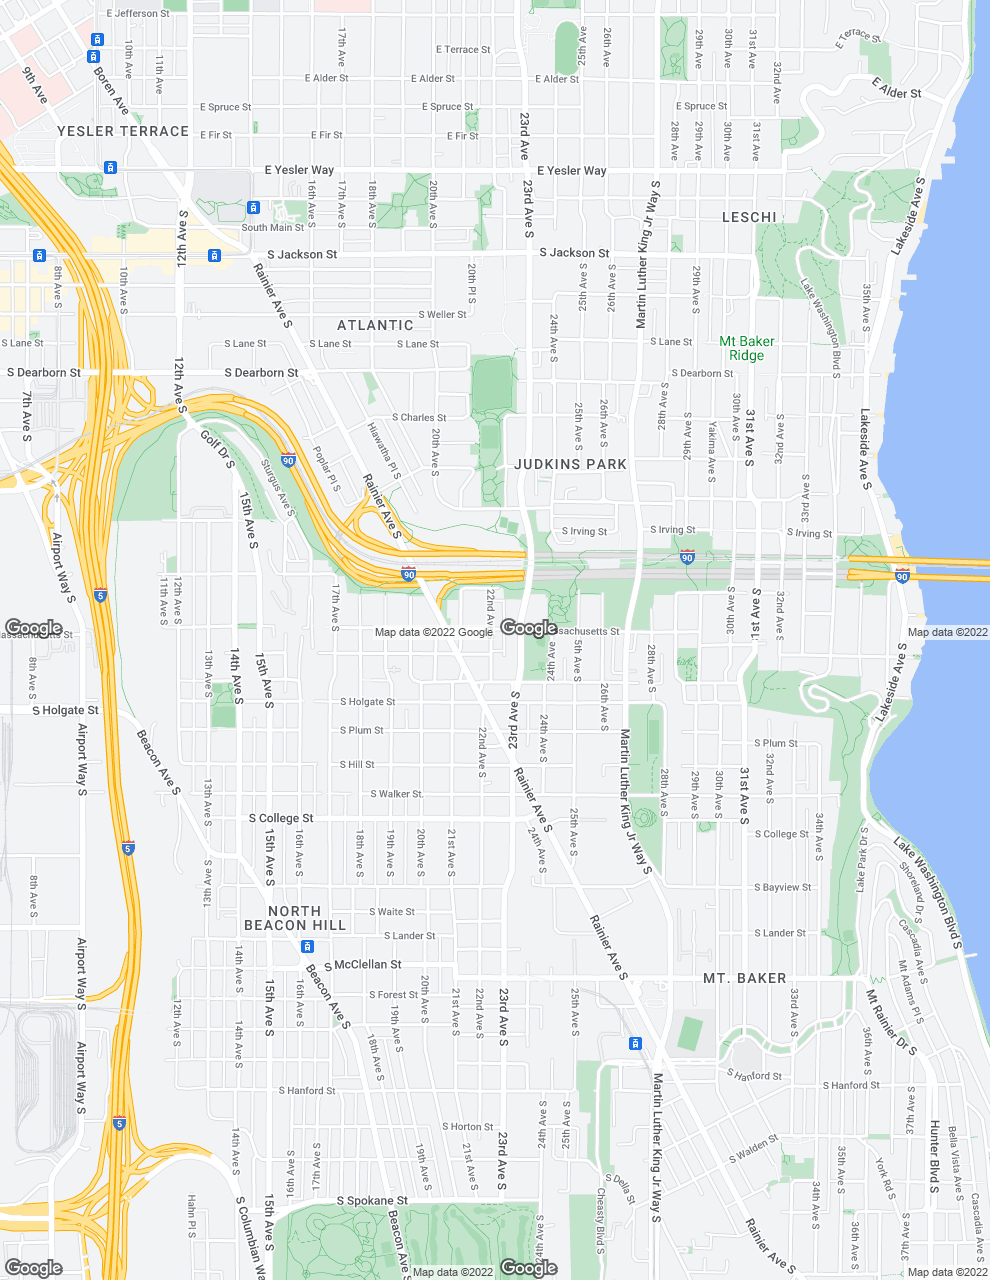 E Jefferson St
17th Ave
10th Ave
11th Ave
9th Ave
Boren Ave
E Terrace St
25th Ave
26th Ave
29th Ave
30th Ave
31st Ave
32nd Ave
E Terrace St
E Alder St
E Alder St
E Alder St
E Alder St
E Spruce St
E Spruce St
E Spruce St
23rd Ave
YESLER TERRACE
E Fir St
E Fir St
E Fir St
28th Ave
29th Ave
30th Ave
31st Ave
E Yesler Way
E Yesler Way
16th Ave S
17th Ave S
18th Ave S
20th Ave S
23rd Ave S
Martin Luther King Jr Way S
LESCHI
Lakeside Ave S
12th Ave S
South Main St
S Jackson St
S Jackson St
8th Ave S
10th Ave S
Rainier Ave S
20th Pl S
25th Ave S
26th Ave S
29th Ave S
Lake Washington Blvd S
35th Ave S
S Weller St
ATLANTIC
24th Ave S
S Lane St
S Lane St
S Lane St
S Lane St
Mt Baker
Ridge
S Dearborn St
S Dearborn St
S Dearborn St
7th Ave S
12th Ave S
Golf Dr S
S Charles St
Hiawatha Pl S
20th Ave S
25th Ave S
26th Ave S
28th Ave S
29th Ave S
Yakima Ave S
30th Ave S
31st Ave S
32nd Ave S
Lakeside Ave S
90
Poplar Pl S
Sturgus Ave S
Rainier Ave S
JUDKINS PARK
33rd Ave S
15th Ave S
Airport Way S
S Irving St
S Irving St
S Irving St
90
90
90
5
11th Ave S
12th Ave S
17th Ave S
22nd Ave S
30th Ave S
31st Ave S
32nd Ave S
Google
Map data ©2022 Google
Google
Massachusetts St
Massachusetts St
Map data ©2022
8th Ave S
13th Ave S
14th Ave S
15th Ave S
24th Ave S
25th Ave S
28th Ave S
26th Ave S
Lakeside Ave S
S Holgate St
S Holgate St
Airport Way S
Beacon Ave S
S Plum St
22nd Ave S
23rd Ave S
24th Ave S
Martin Luther King Jr Way S
S Plum St
S Hill St
13th Ave S
Rainier Ave S
28th Ave S
29th Ave S
30th Ave S
31st Ave S
32nd Ave S
S Walker St
S College St
24th Ave S
25th Ave S
S College St
34th Ave S
Lake Park Dr S
Lake Washington Blvd S
5
8th Ave S
13th Ave S
15th Ave S
16th Ave S
18th Ave S
19th Ave S
20th Ave S
21st Ave S
S Bayview St
Shoreland Dr S
NORTH
BEACON HILL
S Waite St
Rainier Ave S
S Lander St
S Lander St
Cascadia Ave S
Airport Way S
14th Ave S
S McClellan St
MT. BAKER
Mt Adams Pl S
12th Ave S
15th Ave S
16th Ave S
Beacon Ave S
S Forest St
20th Ave S
21st Ave S
22nd Ave S
23rd Ave S
25th Ave S
33rd Ave S
Mt Rainier Dr S
14th Ave S
18th Ave S
19th Ave S
36th Ave S
Airport Way S
S Hanford St
S Hanford St
S Hanford St
Martin Luther King Jr Way S
5
14th Ave S
S Horton St
24th Ave S
25th Ave S
37th Ave S
Hunter Blvd S
Bella Vista Ave S
16th Ave S
17th Ave S
19th Ave S
21st Ave S
23rd Ave S
S Walden St
35th Ave S
York Rd S
Hahn Pl S
15th Ave S
S Columbian Wa
S Spokane St
Beacon Ave S
S Della St
Cheasty Blvd S
34th Ave S
36th Ave S
37th Ave S
Cascadia Ave S
24th Ave S
Rainier Ave S
Google
Map data ©2022
Google
Map data ©2022